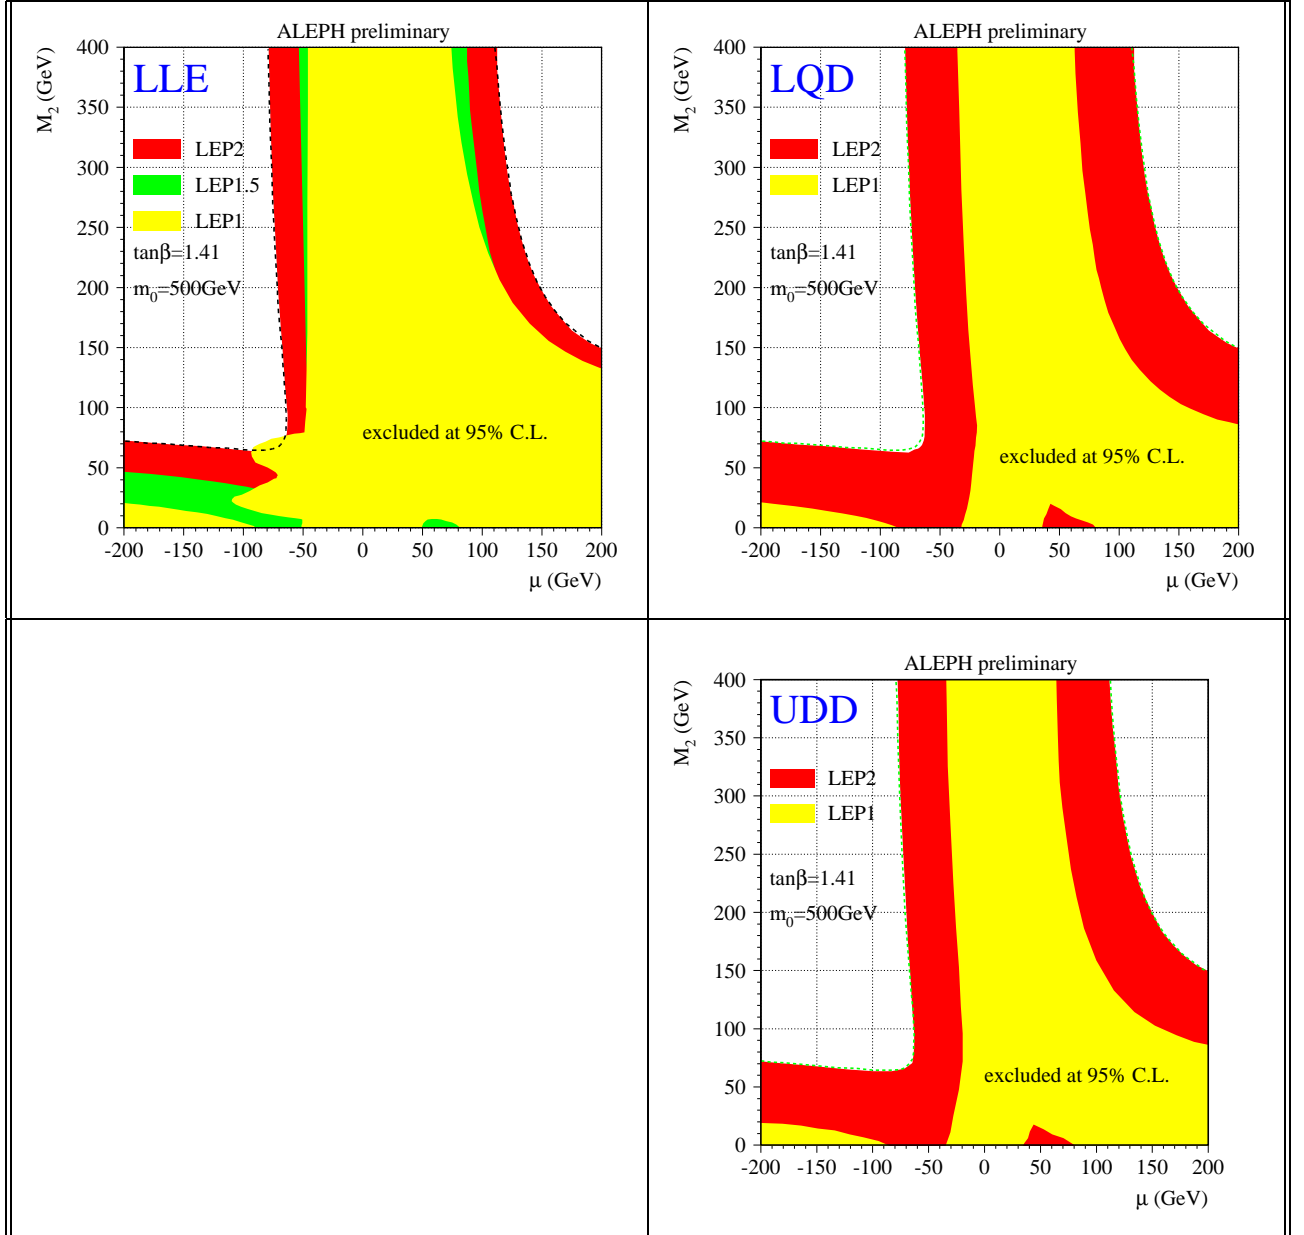 ALEPH preliminary
M2 (GeV)
400
350
300
250
200
150
100
50
0
LLE
LEP2
LEP1.5
LEP1
tanβ=1.41
m0=500GeV
excluded at 95% C.L.
-200 -150 -100 -50 0 50 100 150 200
μ (GeV)
ALEPH preliminary
M2 (GeV)
400
350
300
250
200
150
100
50
0
LQD
LEP2
LEP1
tanβ=1.41
m0=500GeV
excluded at 95% C.L.
-200 -150 -100 -50 0 50 100 150 200
μ (GeV)
ALEPH preliminary
M2 (GeV)
400
350
300
250
200
150
100
50
0
UDD
LEP2
LEP1
tanβ=1.41
m0=500GeV
excluded at 95% C.L.
-200 -150 -100 -50 0 50 100 150 200
μ (GeV)